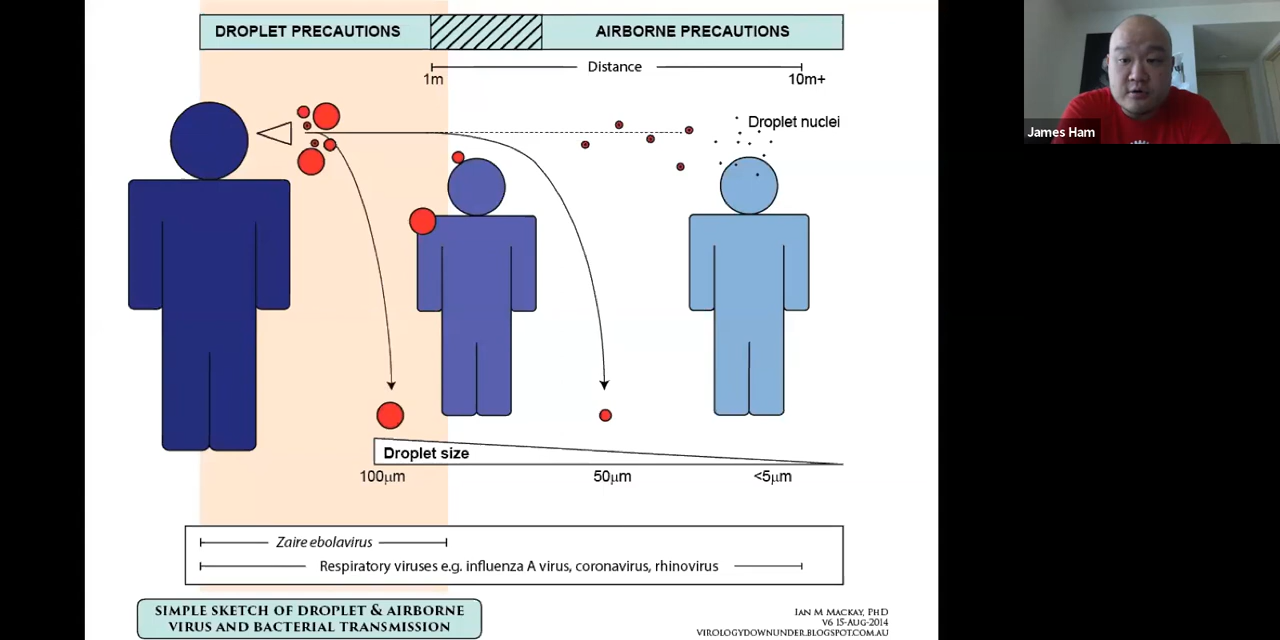 DROPLET PRECAUTIONS
AIRBORNE PRECAUTIONS
Distance
1m
10m+
Droplet nuclei
James Ham
Droplet size
100μm
50μm
<5μm
Zaire ebolavirus
Respiratory viruses e.g. influenza A virus, coronavirus, rhinovirus
SIMPLE SKETCH OF DROPLET & AIRBORNE
VIRUS AND BACTERIAL TRANSMISSION
IAN M MACKAY, PHD
V6 15-AUG-2014
VIROLOGYDOWNUNDER.BLOGSPOT.COM.AU